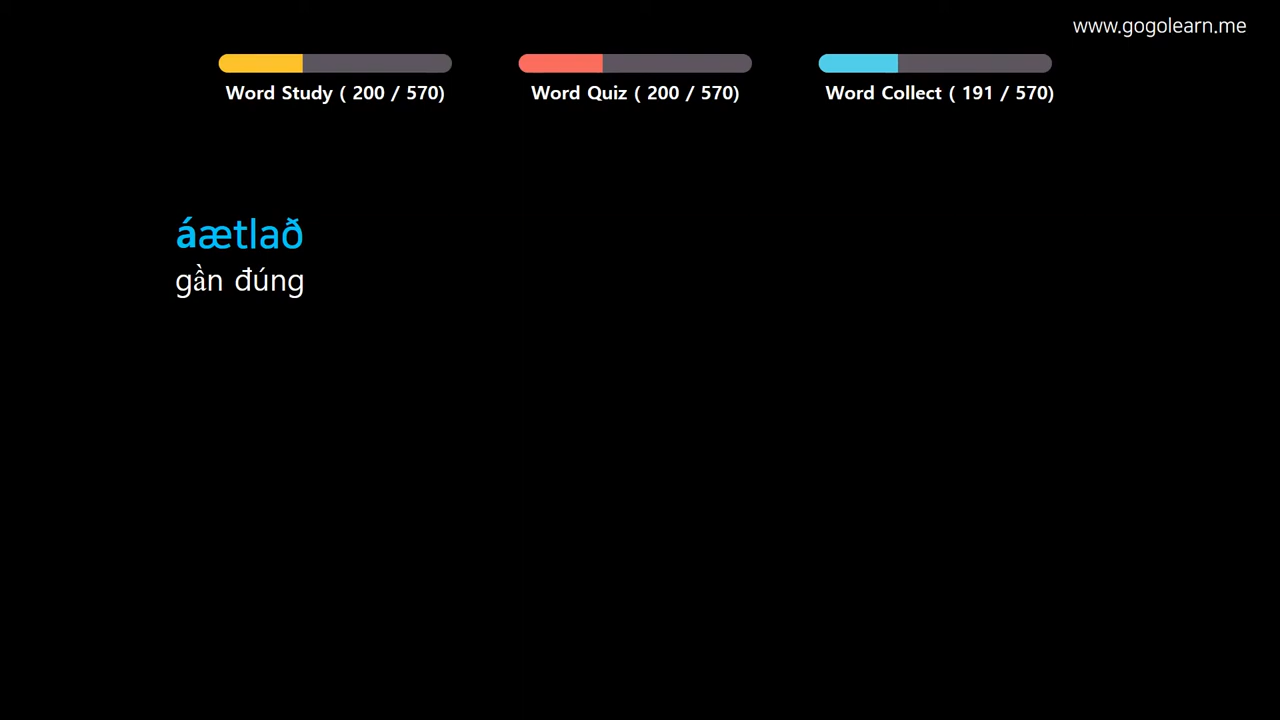 www.gogolearn.me
Word Study ( 200 / 570)
Word Quiz ( 200 / 570)
Word Collect ( 191 / 570)
áætlað
gần đúng